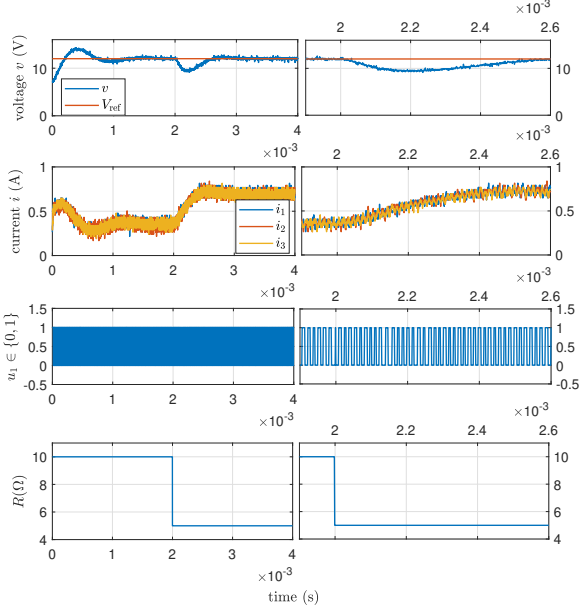 ×10⁻³
2 2.2 2.4 2.6
voltage v (V)
10
0
v
V_ref
0 1 2 3 4
×10⁻³
10
0
×10⁻³
2 2.2 2.4 2.6
current i (A)
1
0.5
0
i₁
i₂
i₃
0 1 2 3 4
×10⁻³
1
0.5
0
×10⁻³
2 2.2 2.4 2.6
u₁ ∈ {0, 1}
1.5
1
0.5
0
-0.5
0 1 2 3 4
×10⁻³
1.5
1
0.5
0
-0.5
×10⁻³
2 2.2 2.4 2.6
R(Ω)
10
8
6
4
0 1 2 3 4
×10⁻³
10
8
6
4
time (s)